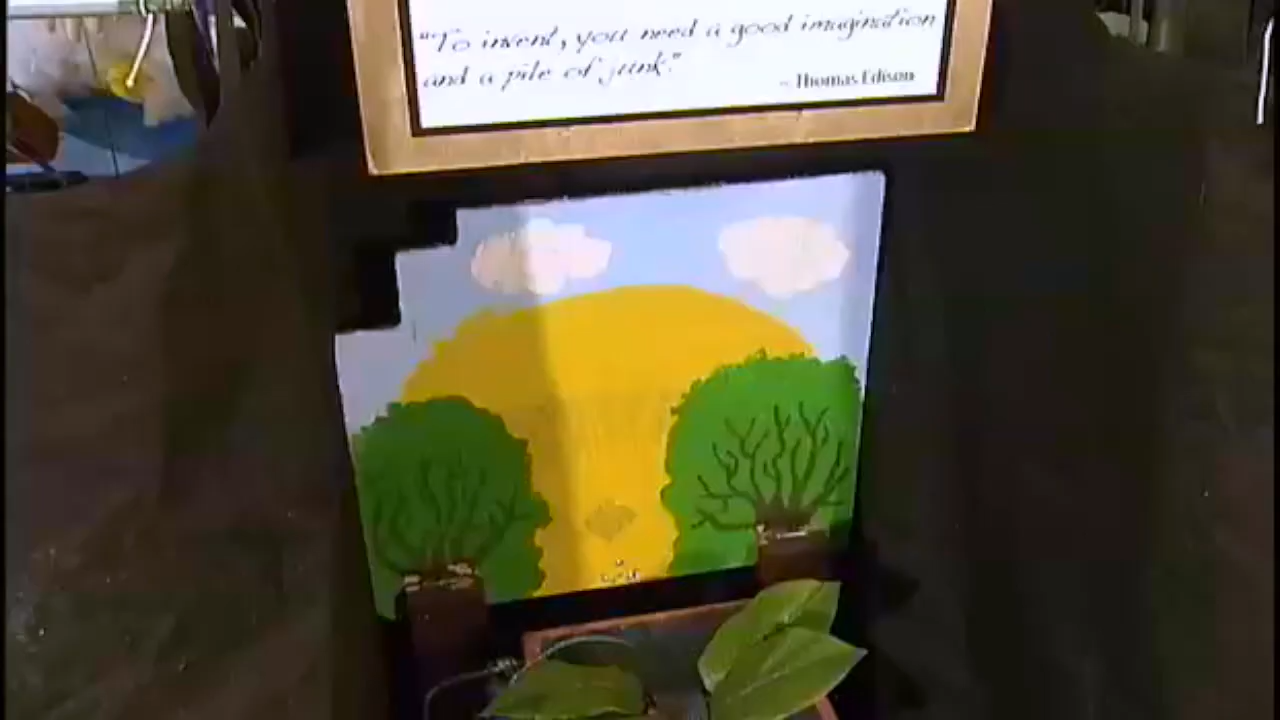 "To invent, you need a good imagination
and a pile of junk."
- Thomas Edison